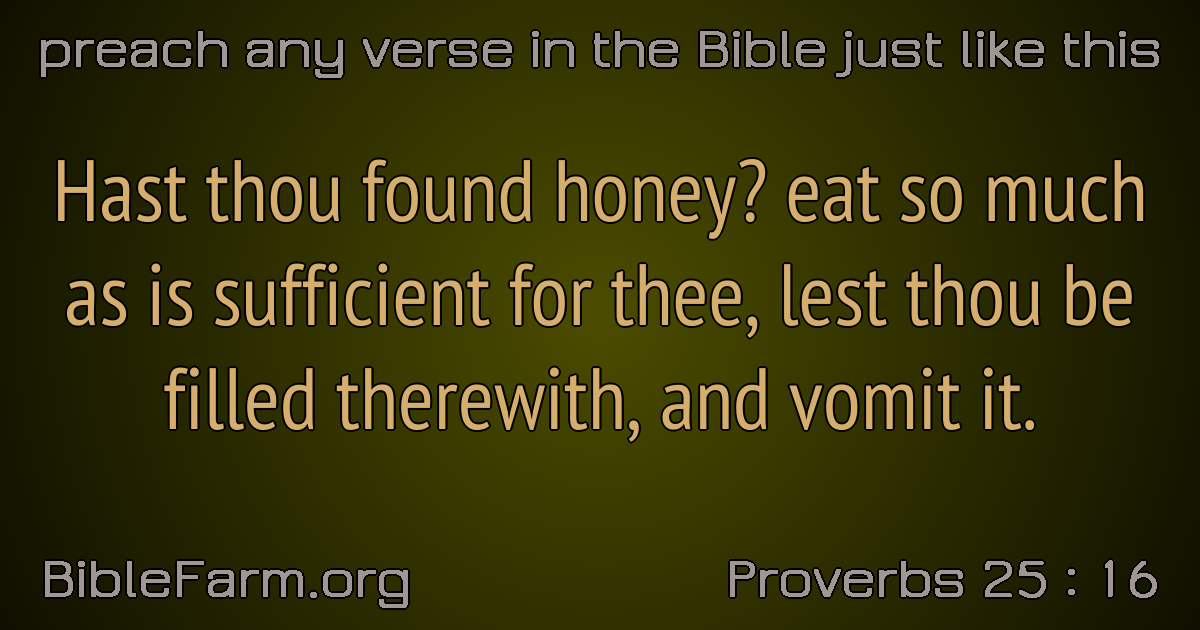 preach any verse in the Bible just like this
Hast thou found honey? eat so much
as is sufficient for thee, lest thou be
filled therewith, and vomit it.
BibleFarm.org
Proverbs 25 : 16